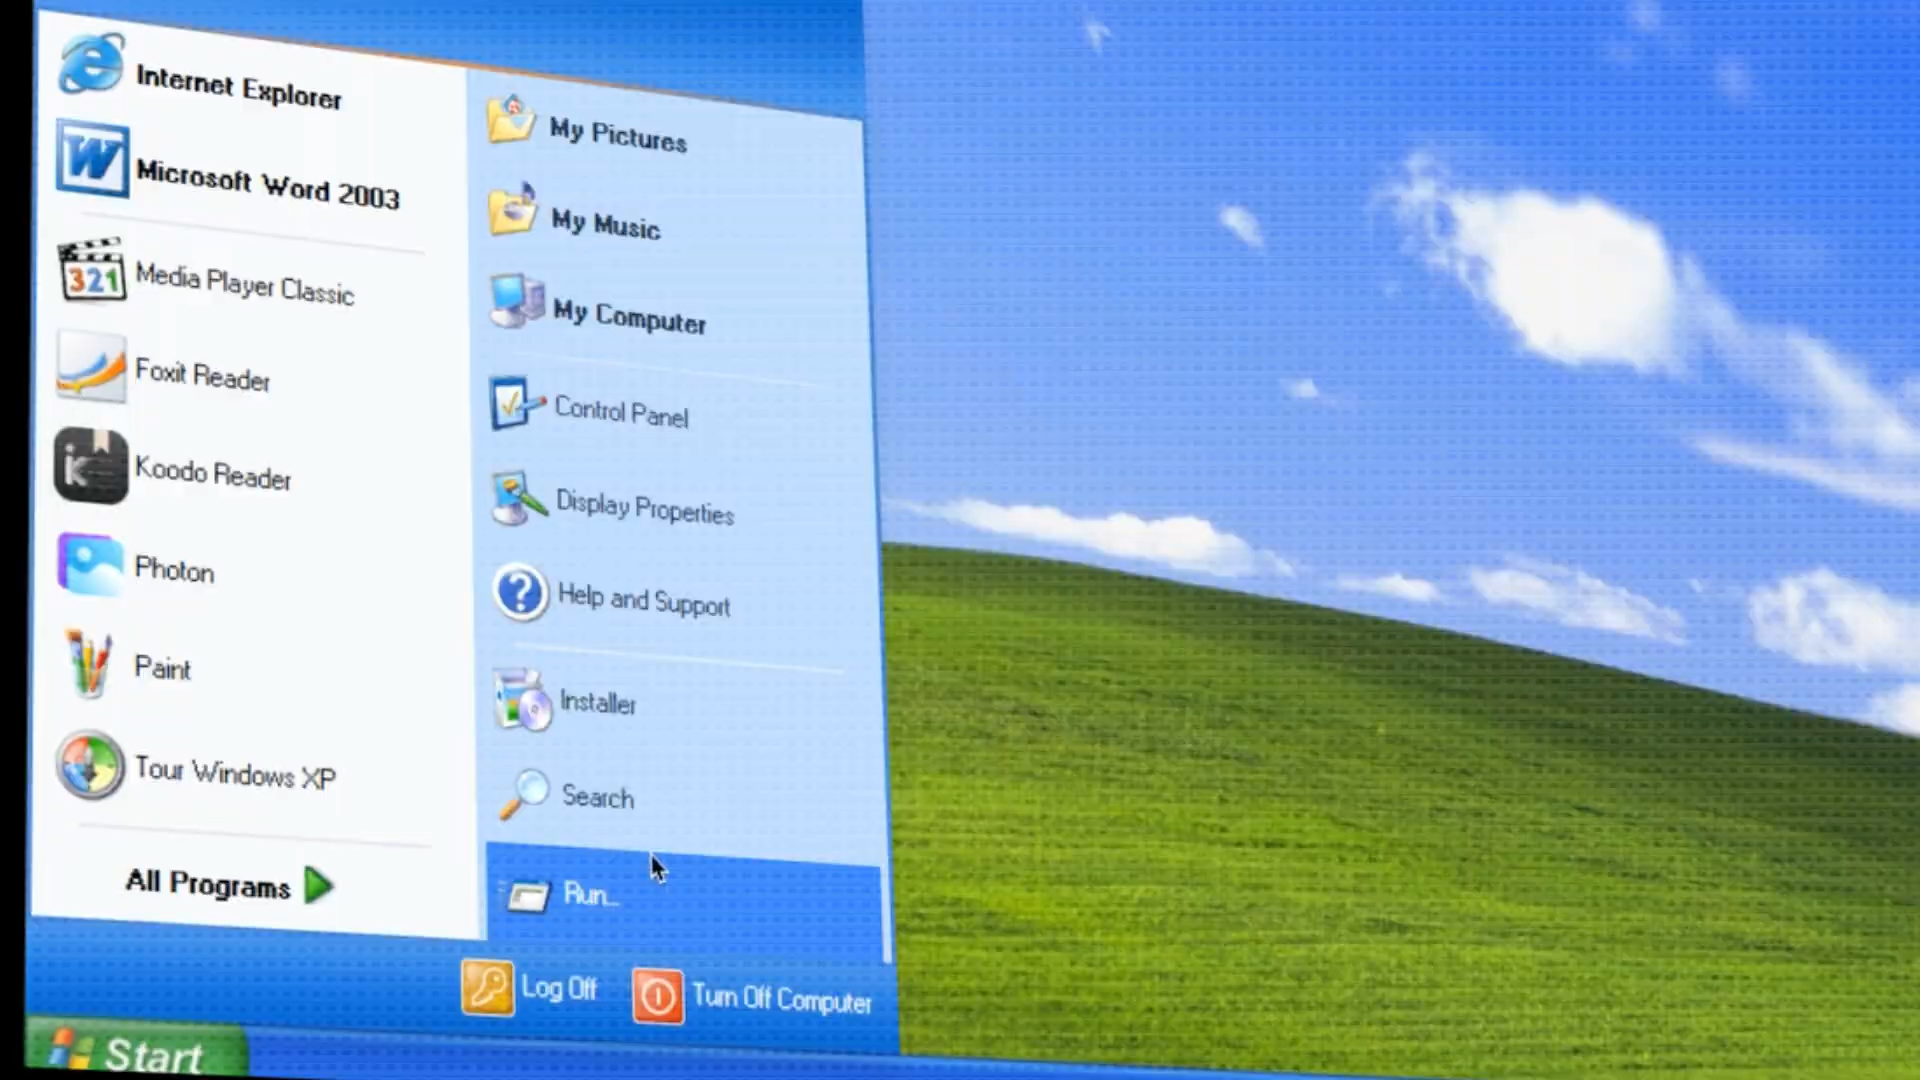 Internet Explorer
Microsoft Word 2003
321
Media Player Classic
Foxit Reader
Koodo Reader
Photon
Paint
Tour Windows XP
All Programs
My Pictures
My Music
My Computer
Control Panel
Display Properties
Help and Support
Installer
Search
Run...
Log Off
Turn Off Computer
Start